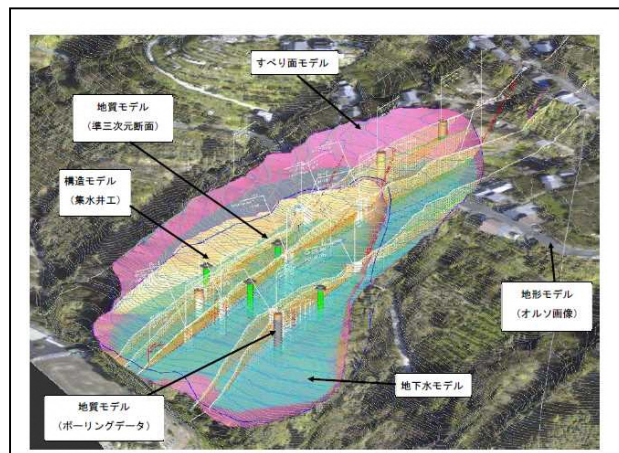 すべり面モデル
地質モデル
（準三次元断面）
構造モデル
（集水井工）
地形モデル
（オルソ画像）
地下水モデル
地質モデル
（ボーリングデータ）